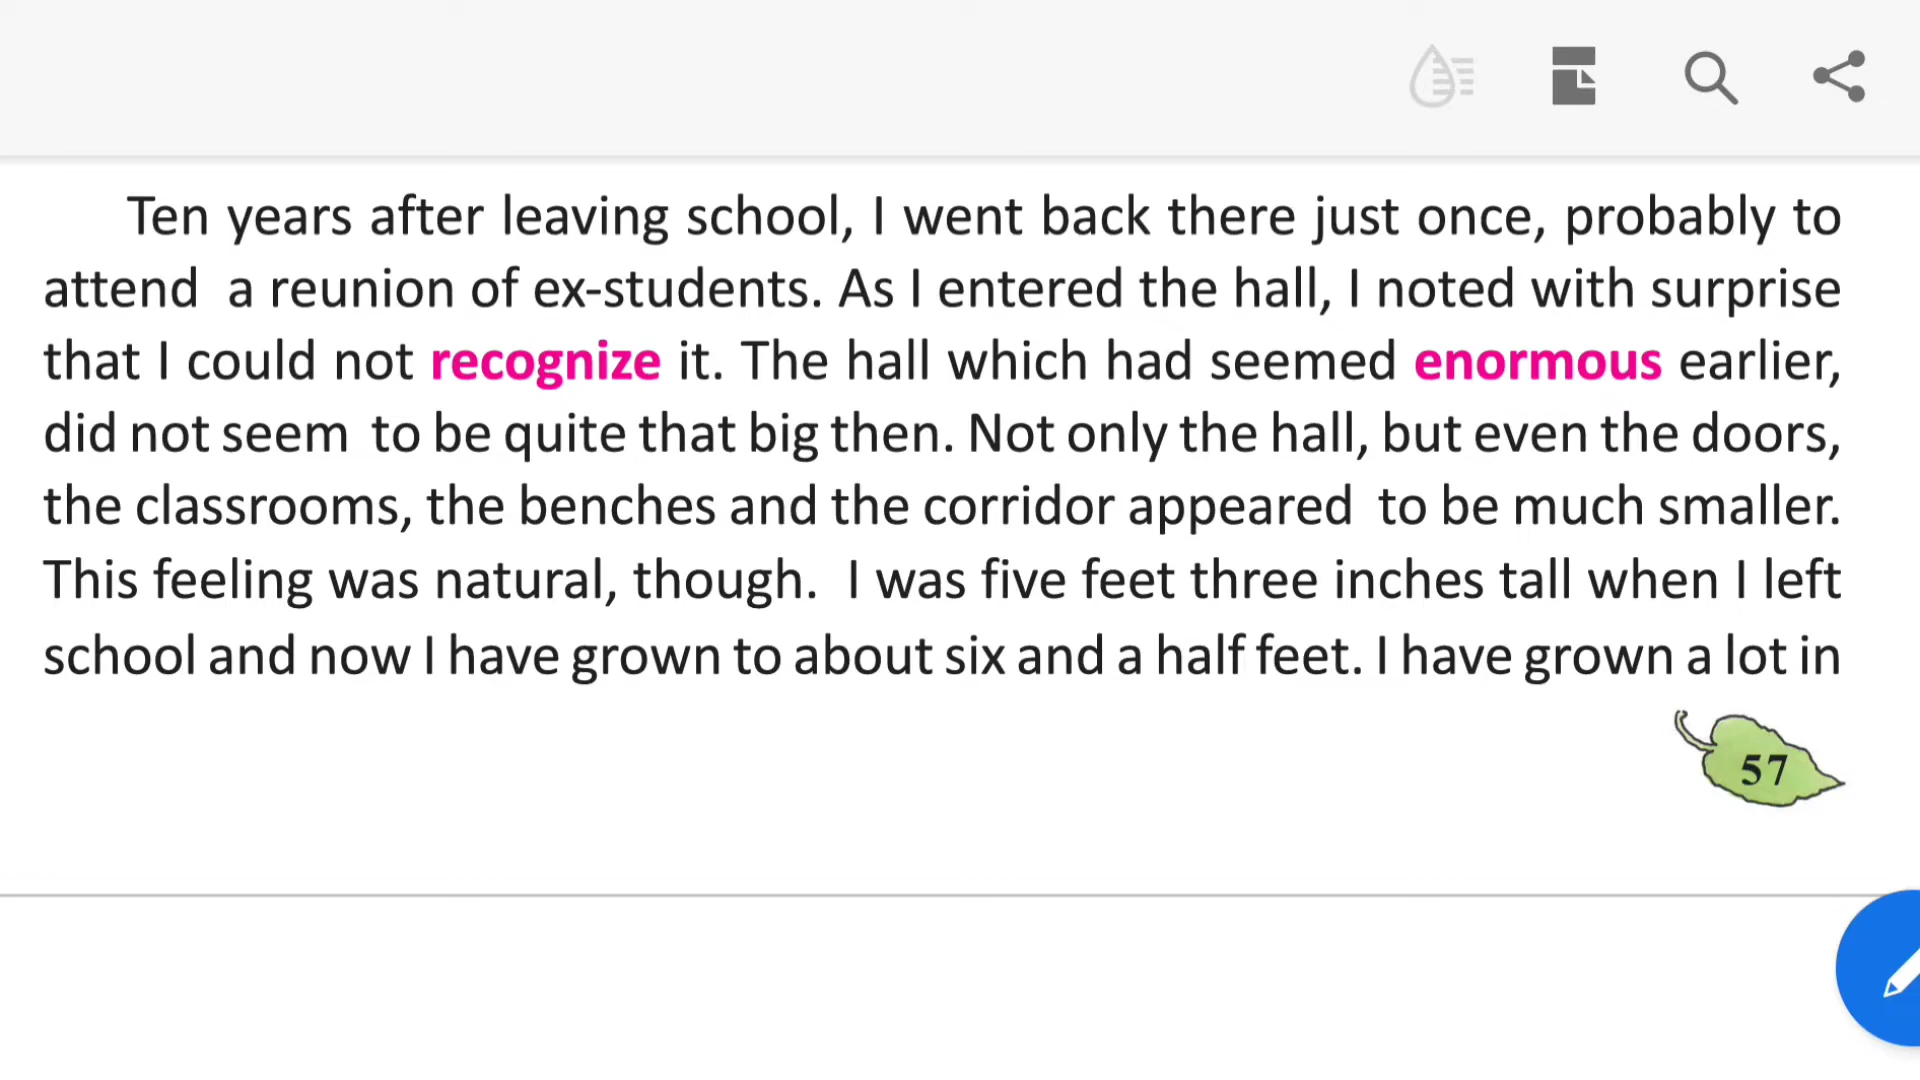 Ten years after leaving school, I went back there just once, probably to
attend a reunion of ex-students. As I entered the hall, I noted with surprise
that I could not recognize it. The hall which had seemed enormous earlier,
did not seem to be quite that big then. Not only the hall, but even the doors,
the classrooms, the benches and the corridor appeared to be much smaller.
This feeling was natural, though. I was five feet three inches tall when I left
school and now I have grown to about six and a half feet. I have grown a lot in
57